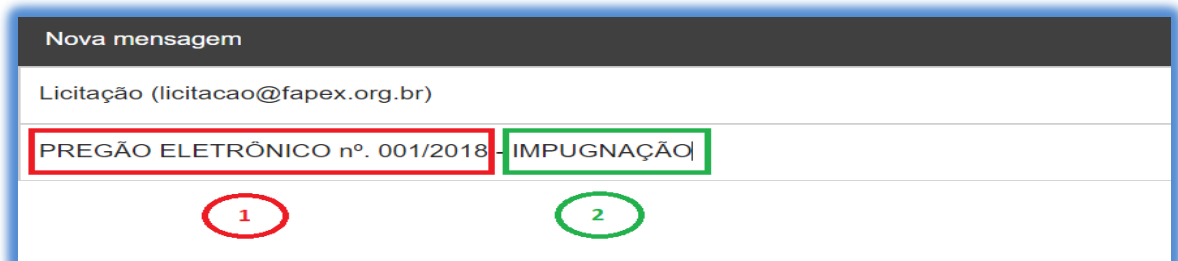 Nova mensagem
Licitação (licitacao@fapex.org.br)
PREGÃO ELETRÔNICO nº. 001/2018 - IMPUGNAÇÃO
1 2